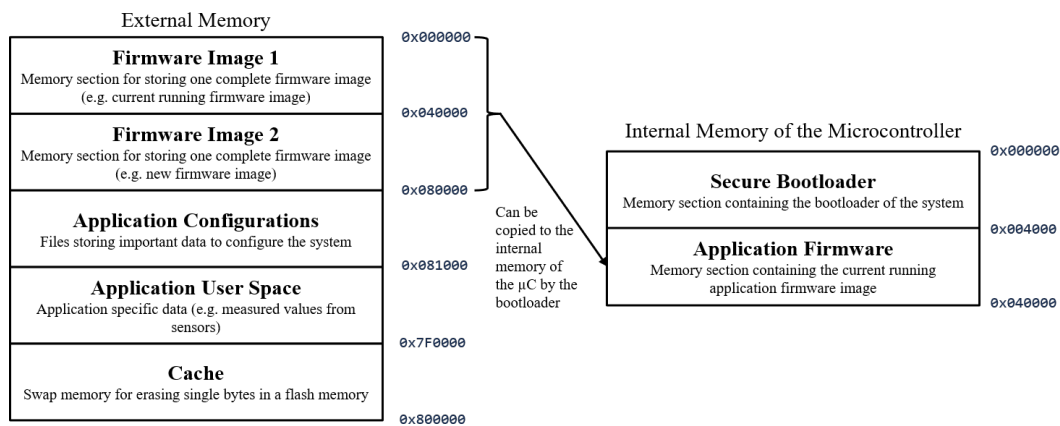 External Memory
Firmware Image 1
Memory section for storing one complete firmware image
(e.g. current running firmware image)
Firmware Image 2
Memory section for storing one complete firmware image
(e.g. new firmware image)
Application Configurations
Files storing important data to configure the system
Application User Space
Application specific data (e.g. measured values from
sensors)
Cache
Swap memory for erasing single bytes in a flash memory
0x000000
0x040000
0x080000
0x081000
0x7F0000
0x800000
Can be
copied to the
internal
memory of
the µC by the
bootloader
Internal Memory of the Microcontroller
Secure Bootloader
Memory section containing the bootloader of the system
Application Firmware
Memory section containing the current running
application firmware image
0x000000
0x004000
0x040000